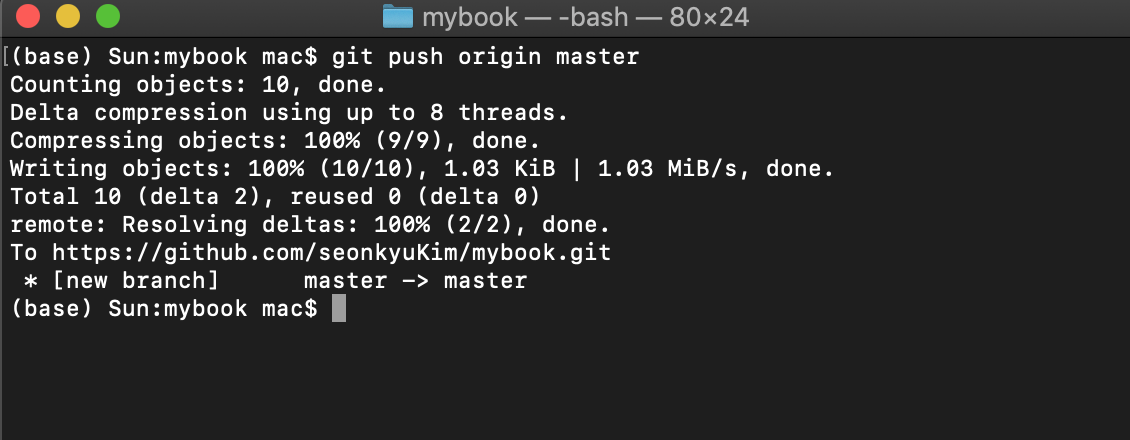 mybook — -bash — 80×24
(base) Sun:mybook mac$ git push origin master
Counting objects: 10, done.
Delta compression using up to 8 threads.
Compressing objects: 100% (9/9), done.
Writing objects: 100% (10/10), 1.03 KiB | 1.03 MiB/s, done.
Total 10 (delta 2), reused 0 (delta 0)
remote: Resolving deltas: 100% (2/2), done.
To https://github.com/seonkyuKim/mybook.git
 * [new branch]      master -> master
(base) Sun:mybook mac$